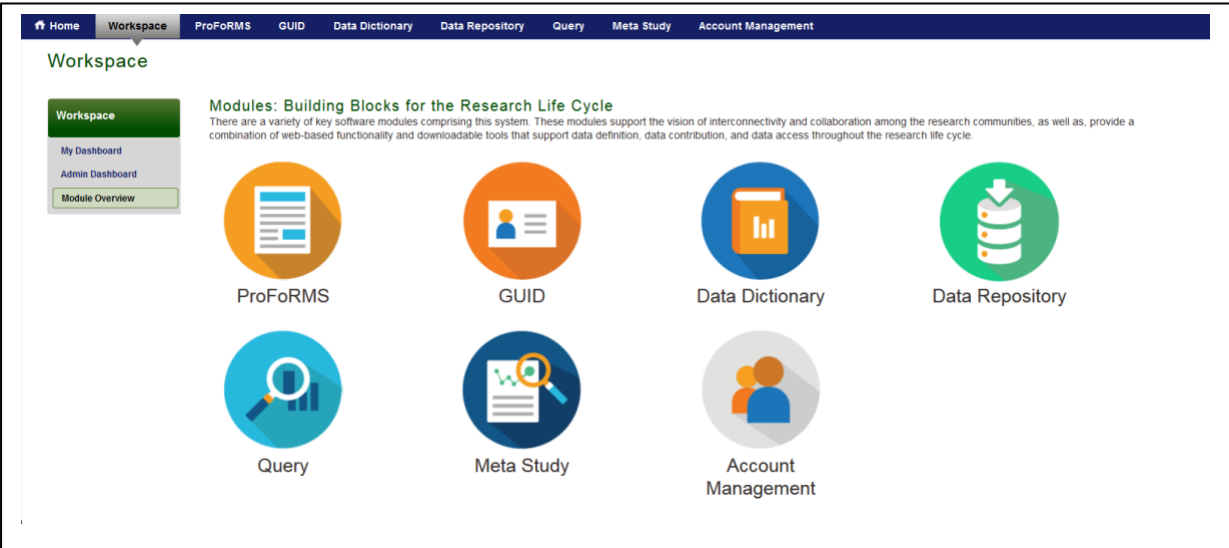 Home Workspace ProFoRMS GUID Data Dictionary Data Repository Query Meta Study Account Management
Workspace
Workspace
My Dashboard
Admin Dashboard
Module Overview
Modules: Building Blocks for the Research Life Cycle
There are a variety of key software modules comprising this system. These modules support the vision of interconnectivity and collaboration among the research communities, as well as, provide a
combination of web-based functionality and downloadable tools that support data definition, data contribution, and data access throughout the research life cycle.
ProFoRMS GUID Data Dictionary Data Repository
Query Meta Study Account
Management